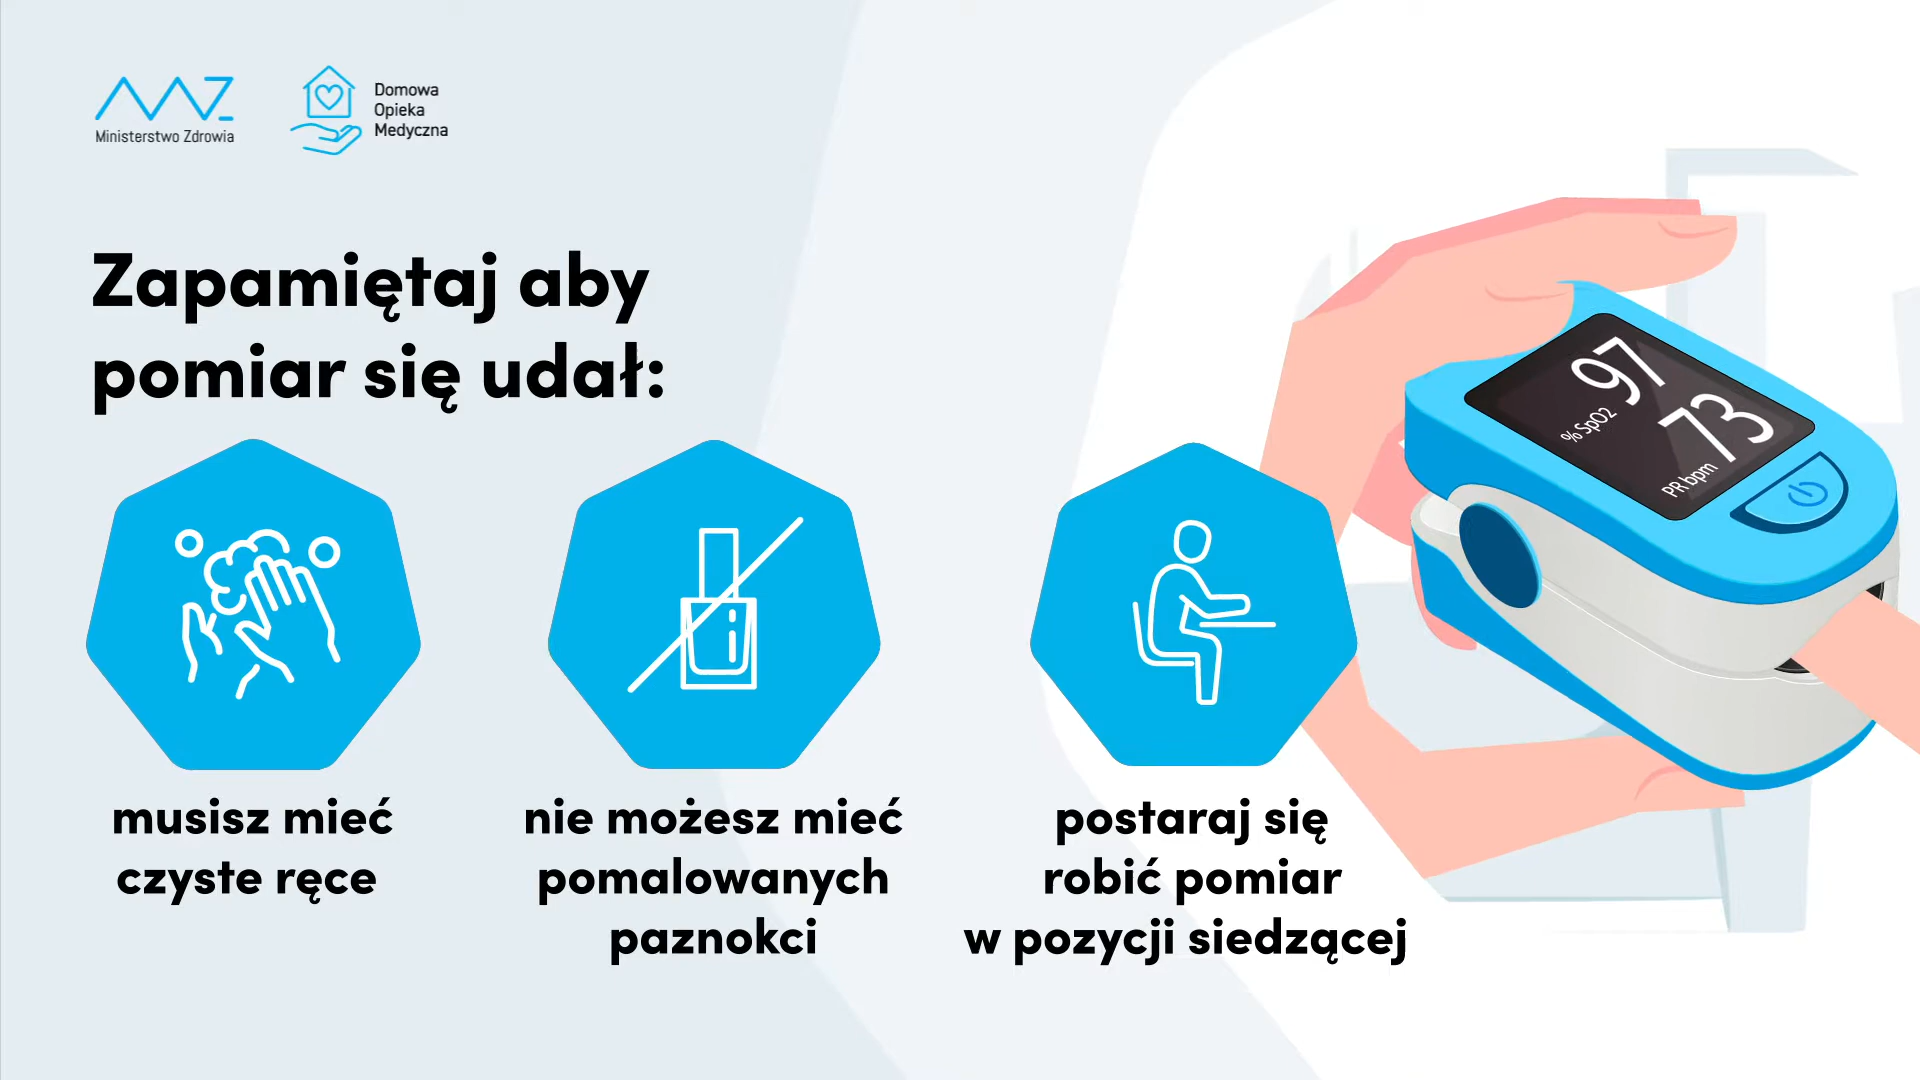 Ministerstwo Zdrowia
Domowa
Opieka
Medyczna
Zapamiętaj aby
pomiar się udał:
musisz mieć
czyste ręce
nie możesz mieć
pomalowanych
paznokci
postaraj się
robić pomiar
w pozycji siedzącej
% SpO2 97
PR bpm 73